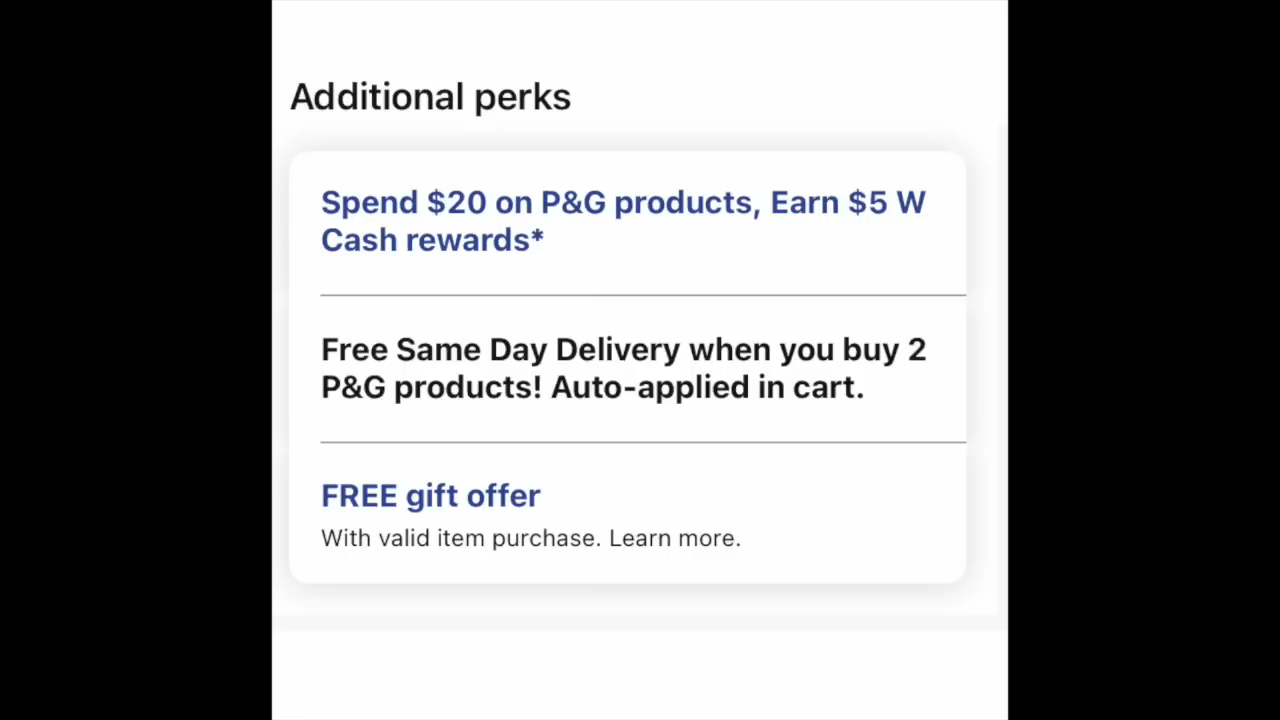 Additional perks
Spend $20 on P&G products, Earn $5 W
Cash rewards*
Free Same Day Delivery when you buy 2
P&G products! Auto-applied in cart.
FREE gift offer
With valid item purchase. Learn more.